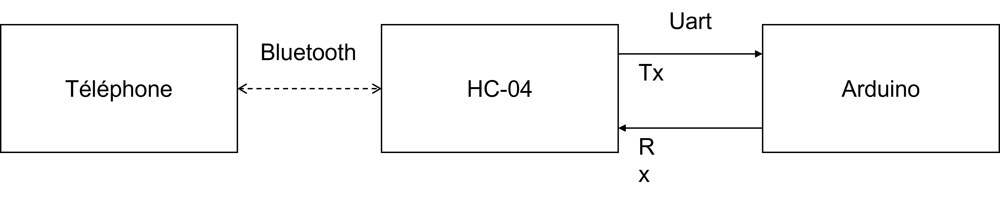 Uart
Bluetooth
Tx
Téléphone
HC-04
Arduino
R
x